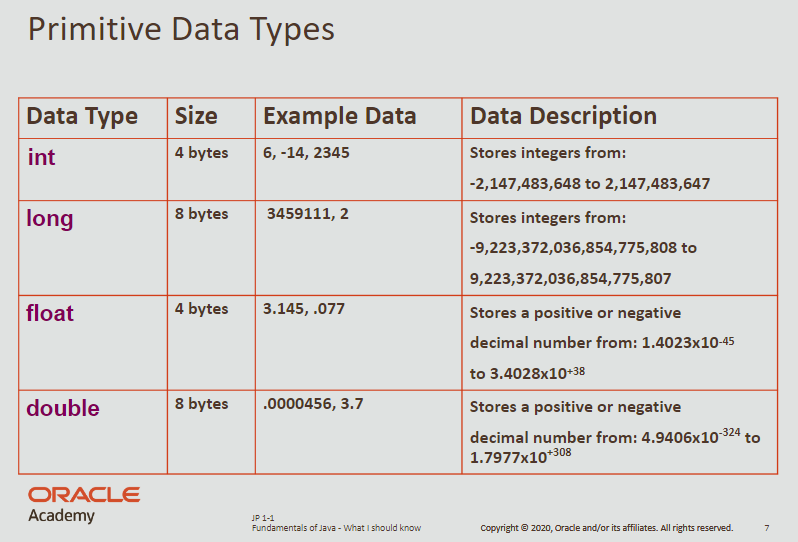 Primitive Data Types
Data Type Size Example Data Data Description
int 4 bytes 6, -14, 2345 Stores integers from:
-2,147,483,648 to 2,147,483,647
long 8 bytes 3459111, 2 Stores integers from:
-9,223,372,036,854,775,808 to
9,223,372,036,854,775,807
float 4 bytes 3.145, .077 Stores a positive or negative
decimal number from: 1.4023x10-45
to 3.4028x10+38
double 8 bytes .0000456, 3.7 Stores a positive or negative
decimal number from: 4.9406x10-324 to
1.7977x10+308
ORACLE
Academy
JP 1-1
Fundamentals of Java - What I should know
Copyright © 2020, Oracle and/or its affiliates. All rights reserved.
7